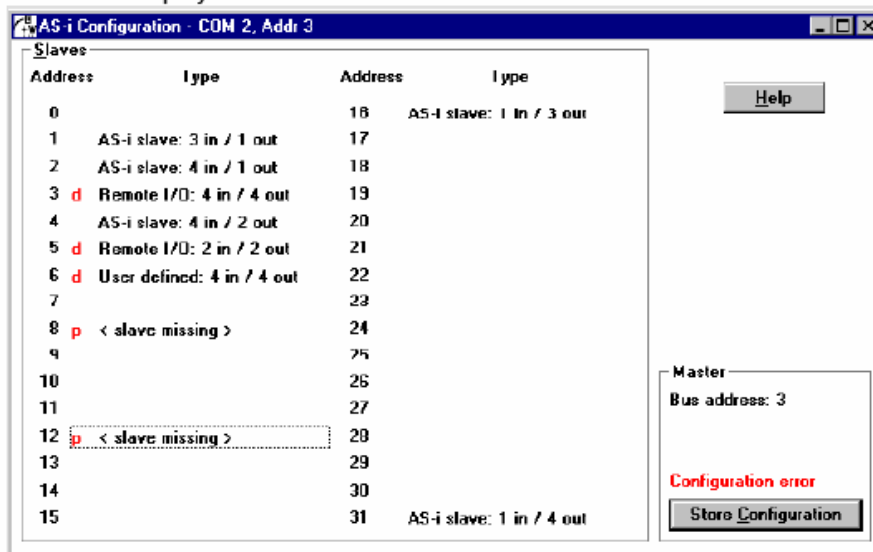 AS-i Configuration - COM 2, Addr 3
Slaves
Address Type Address Type
0 16 AS-i slave: 1 in / 3 out
1 AS-i slave: 3 in / 1 out 17
2 AS-i slave: 4 in / 1 out 18
3 d Remote I/O: 4 in / 4 out 19
4 AS-i slave: 4 in / 2 out 20
5 d Remote I/O: 2 in / 2 out 21
6 d User defined: 4 in / 4 out 22
7 23
8 p < slave missing > 24
9 25
10 26
11 27
12 p < slave missing > 28
13 29
14 30
15 31 AS-i slave: 1 in / 4 out
Help
Master
Bus address: 3
Configuration error
Store Configuration